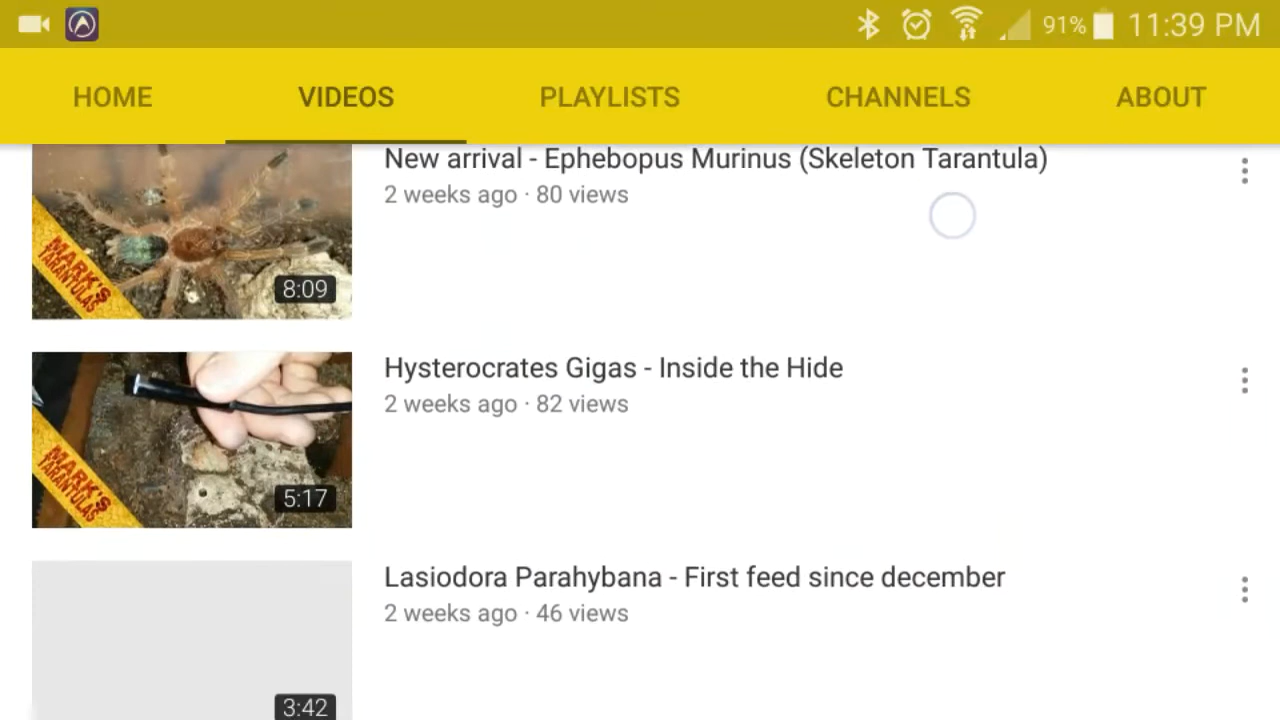 91% 11:39 PM
HOME VIDEOS PLAYLISTS CHANNELS ABOUT
New arrival - Ephebopus Murinus (Skeleton Tarantula)
2 weeks ago · 80 views
MARK'S
TARANTULAS
8:09
Hysterocrates Gigas - Inside the Hide
2 weeks ago · 82 views
MARK'S
TARANTULAS
5:17
Lasiodora Parahybana - First feed since december
2 weeks ago · 46 views
3:42